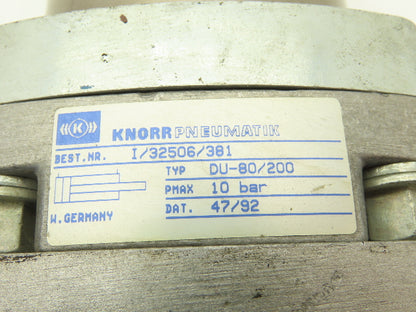 ((K))
KNORR PNEUMATIK
BEST.NR. I/32506/381
TYP DU-80/200
PMAX 10 bar
W.GERMANY DAT. 47/92